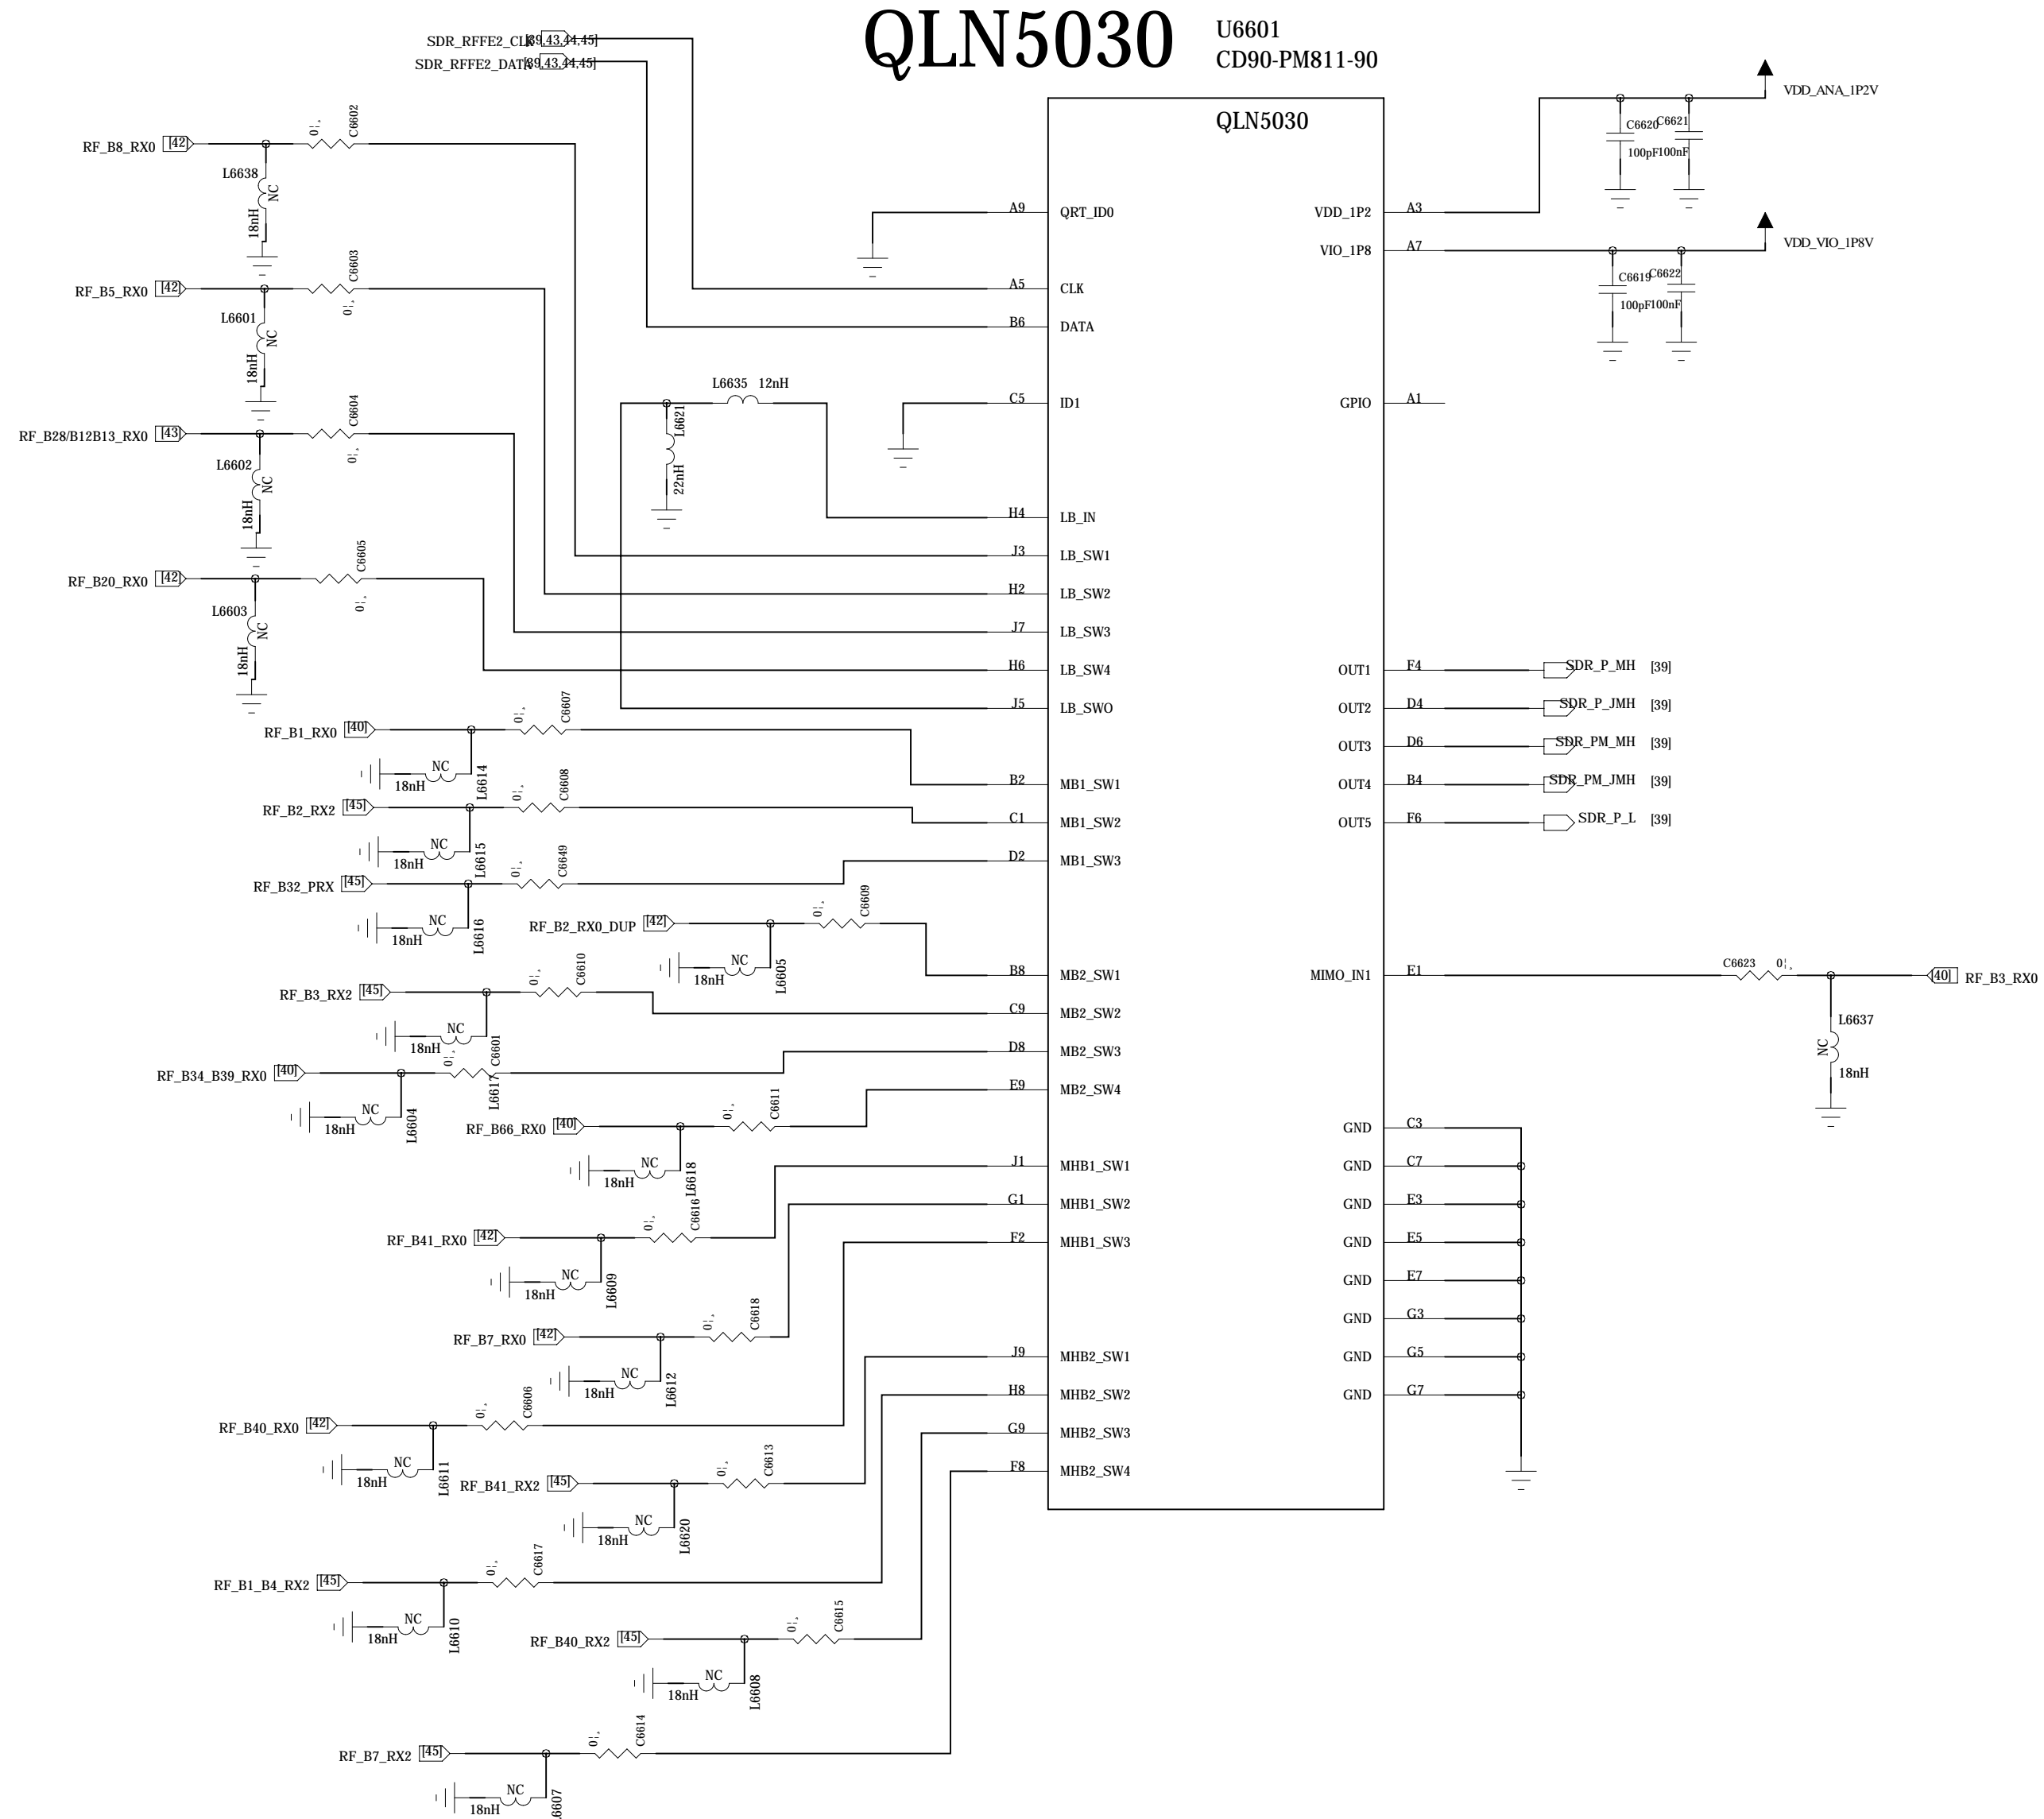 QLN5030
U6601
CD90-PM811-90
SDR_RFFE2_CLK [39,43,44,45]
SDR_RFFE2_DATA [39,43,44,45]
VDD_ANA_1P2V
C6620 C6621
100pF 100nF
VDD_VIO_1P8V
C6619 C6622
100pF 100nF
QLN5030
RF_B8_RX0 [42]
C6602
L6638
NC
18nH
RF_B5_RX0 [42]
C6603
L6601
NC
18nH
RF_B28/B12B13_RX0 [43]
C6604
L6602
NC
18nH
RF_B20_RX0 [42]
C6605
L6603
NC
18nH
L6635 12nH
L6621
22nH
RF_B1_RX0 [40]
C6607
NC
18nH
L6614
RF_B2_RX2 [45]
C6608
NC
18nH
L6615
RF_B32_PRX [45]
C6649
NC
18nH
L6616
RF_B2_RX0_DUP [42]
C6609
NC
18nH
L6605
RF_B3_RX2 [45]
C6610
NC
18nH
L6617
RF_B34_B39_RX0 [40]
C6601
NC
18nH
L6604
RF_B66_RX0 [40]
C6611
NC
18nH
L6618
RF_B41_RX0 [42]
C6616
NC
18nH
L6609
RF_B7_RX0 [42]
C6618
NC
18nH
L6612
RF_B40_RX0 [42]
C6606
NC
18nH
L6611
RF_B41_RX2 [45]
C6613
NC
18nH
L6620
RF_B1_B4_RX2 [45]
C6617
NC
18nH
L6610
RF_B40_RX2 [45]
C6615
NC
18nH
L6608
RF_B7_RX2 [45]
C6614
NC
18nH
A9 QRT_ID0
A5 CLK
B6 DATA
C5 ID1
H4 LB_IN
J3 LB_SW1
H2 LB_SW2
J7 LB_SW3
H6 LB_SW4
J5 LB_SWO
B2 MB1_SW1
C1 MB1_SW2
D2 MB1_SW3
B8 MB2_SW1
C9 MB2_SW2
D8 MB2_SW3
E9 MB2_SW4
J1 MHB1_SW1
G1 MHB1_SW2
F2 MHB1_SW3
J9 MHB2_SW1
H8 MHB2_SW2
G9 MHB2_SW3
F8 MHB2_SW4
VDD_1P2 A3
VIO_1P8 A7
GPIO A1
OUT1 F4 SDR_P_MH [39]
OUT2 D4 SDR_P_JMH [39]
OUT3 D6 SDR_PM_MH [39]
OUT4 B4 SDR_PM_JMH [39]
OUT5 F6 SDR_P_L [39]
MIMO_IN1 E1
C6623
[40] RF_B3_RX0
L6637
NC
18nH
GND C3
GND C7
GND E3
GND E5
GND E7
GND G3
GND G5
GND G7